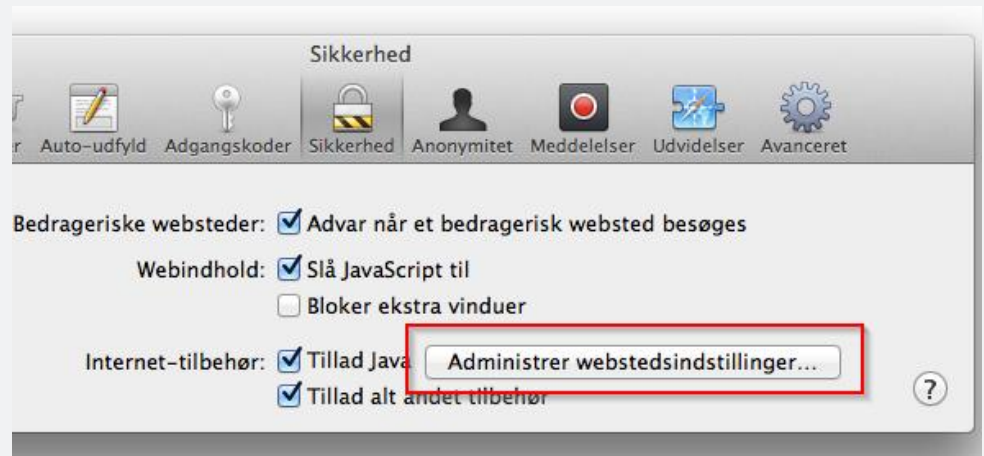 Sikkerhed
Auto-udfyld Adgangskoder Sikkerhed Anonymitet Meddelelser Udvidelser Avanceret
Bedrageriske websteder: Advar når et bedragerisk websted besøges
Webindhold: Slå JavaScript til
Bloker ekstra vinduer
Internet-tilbehør: Tillad Java Administrer webstedsindstillinger...
Tillad alt andet tilbehør
?